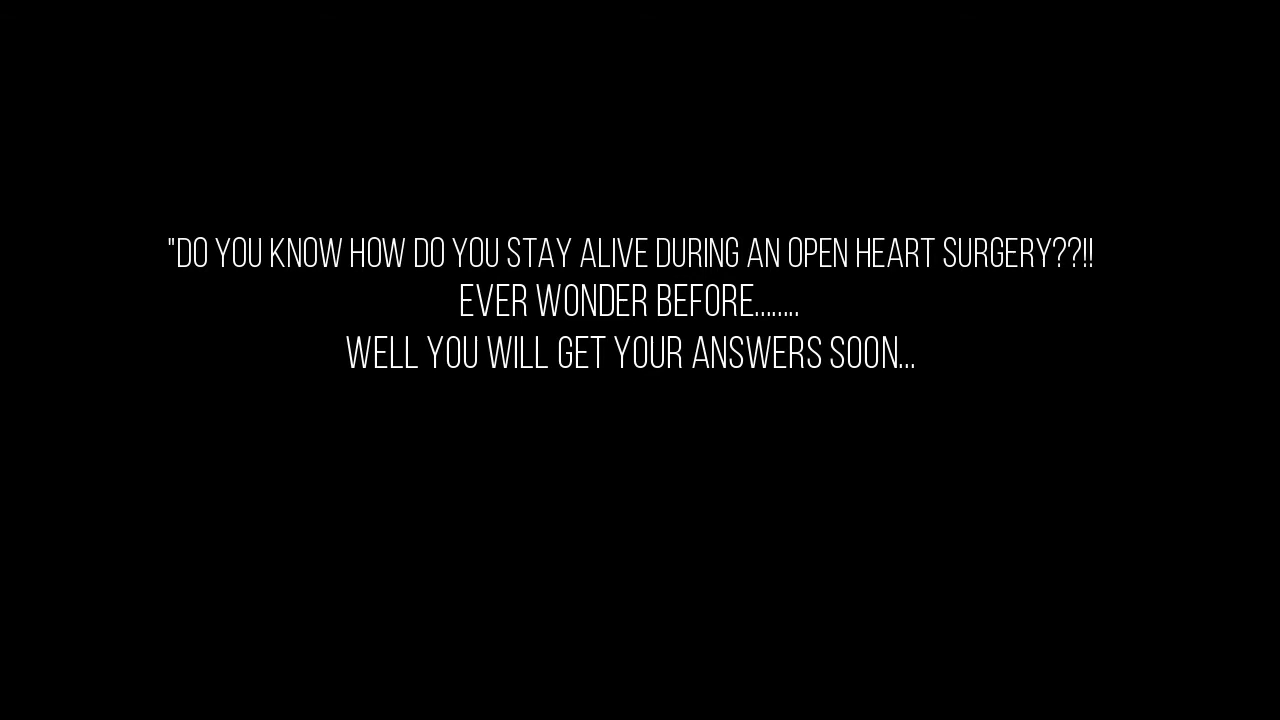 "DO YOU KNOW HOW DO YOU STAY ALIVE DURING AN OPEN HEART SURGERY??!!
EVER WONDER BEFORE........
WELL YOU WILL GET YOUR ANSWERS SOON...